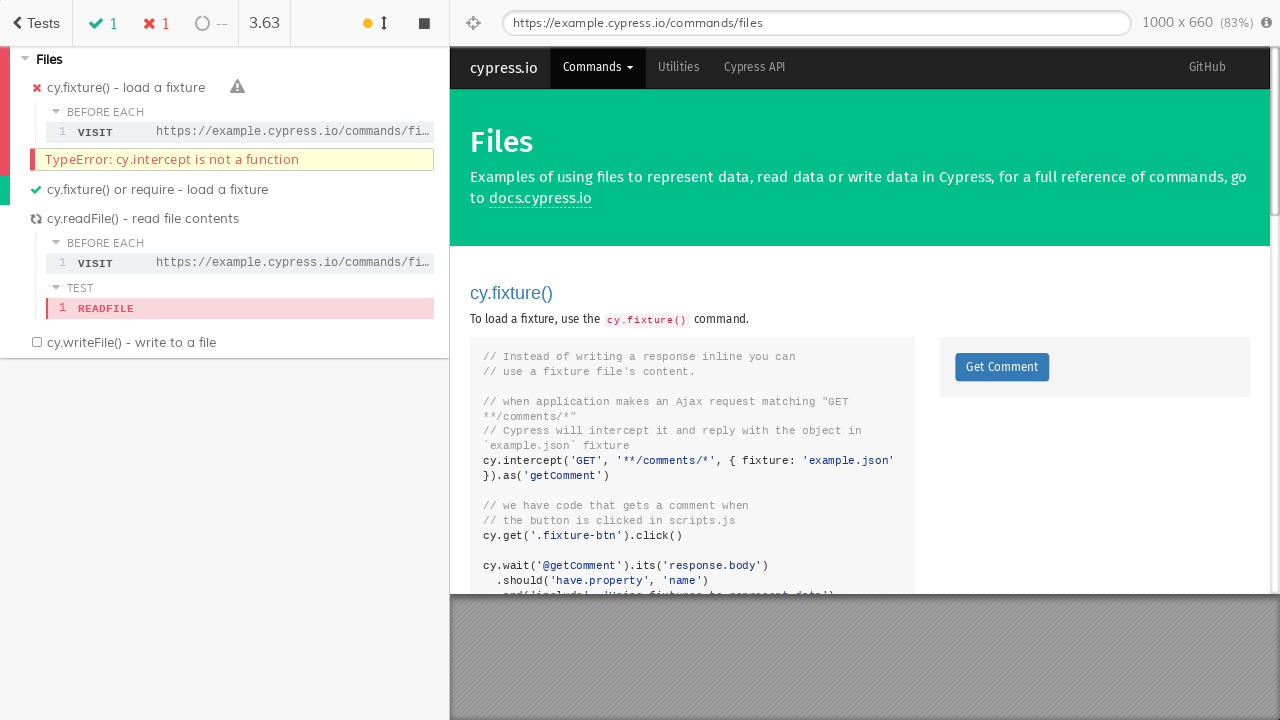 Tests
1
1
--
3.63
https://example.cypress.io/commands/files
1000 x 660 (83%)
Files
cy.fixture() - load a fixture
BEFORE EACH
1 VISIT https://example.cypress.io/commands/fi…
TypeError: cy.intercept is not a function
cy.fixture() or require - load a fixture
cy.readFile() - read file contents
BEFORE EACH
1 VISIT https://example.cypress.io/commands/fi…
TEST
1 READFILE
cy.writeFile() - write to a file
cypress.io
Commands
Utilities
Cypress API
GitHub
Files
Examples of using files to represent data, read data or write data in Cypress, for a full reference of commands, go
to docs.cypress.io
cy.fixture()
To load a fixture, use the cy.fixture() command.
// Instead of writing a response inline you can
// use a fixture file's content.
// when application makes an Ajax request matching "GET
**/comments/*"
// Cypress will intercept it and reply with the object in
`example.json` fixture
cy.intercept('GET', '**/comments/*', { fixture: 'example.json'
}).as('getComment')
// we have code that gets a comment when
// the button is clicked in scripts.js
cy.get('.fixture-btn').click()
cy.wait('@getComment').its('response.body')
.should('have.property', 'name')
.and('include', 'Using fixtures to represent data')
Get Comment